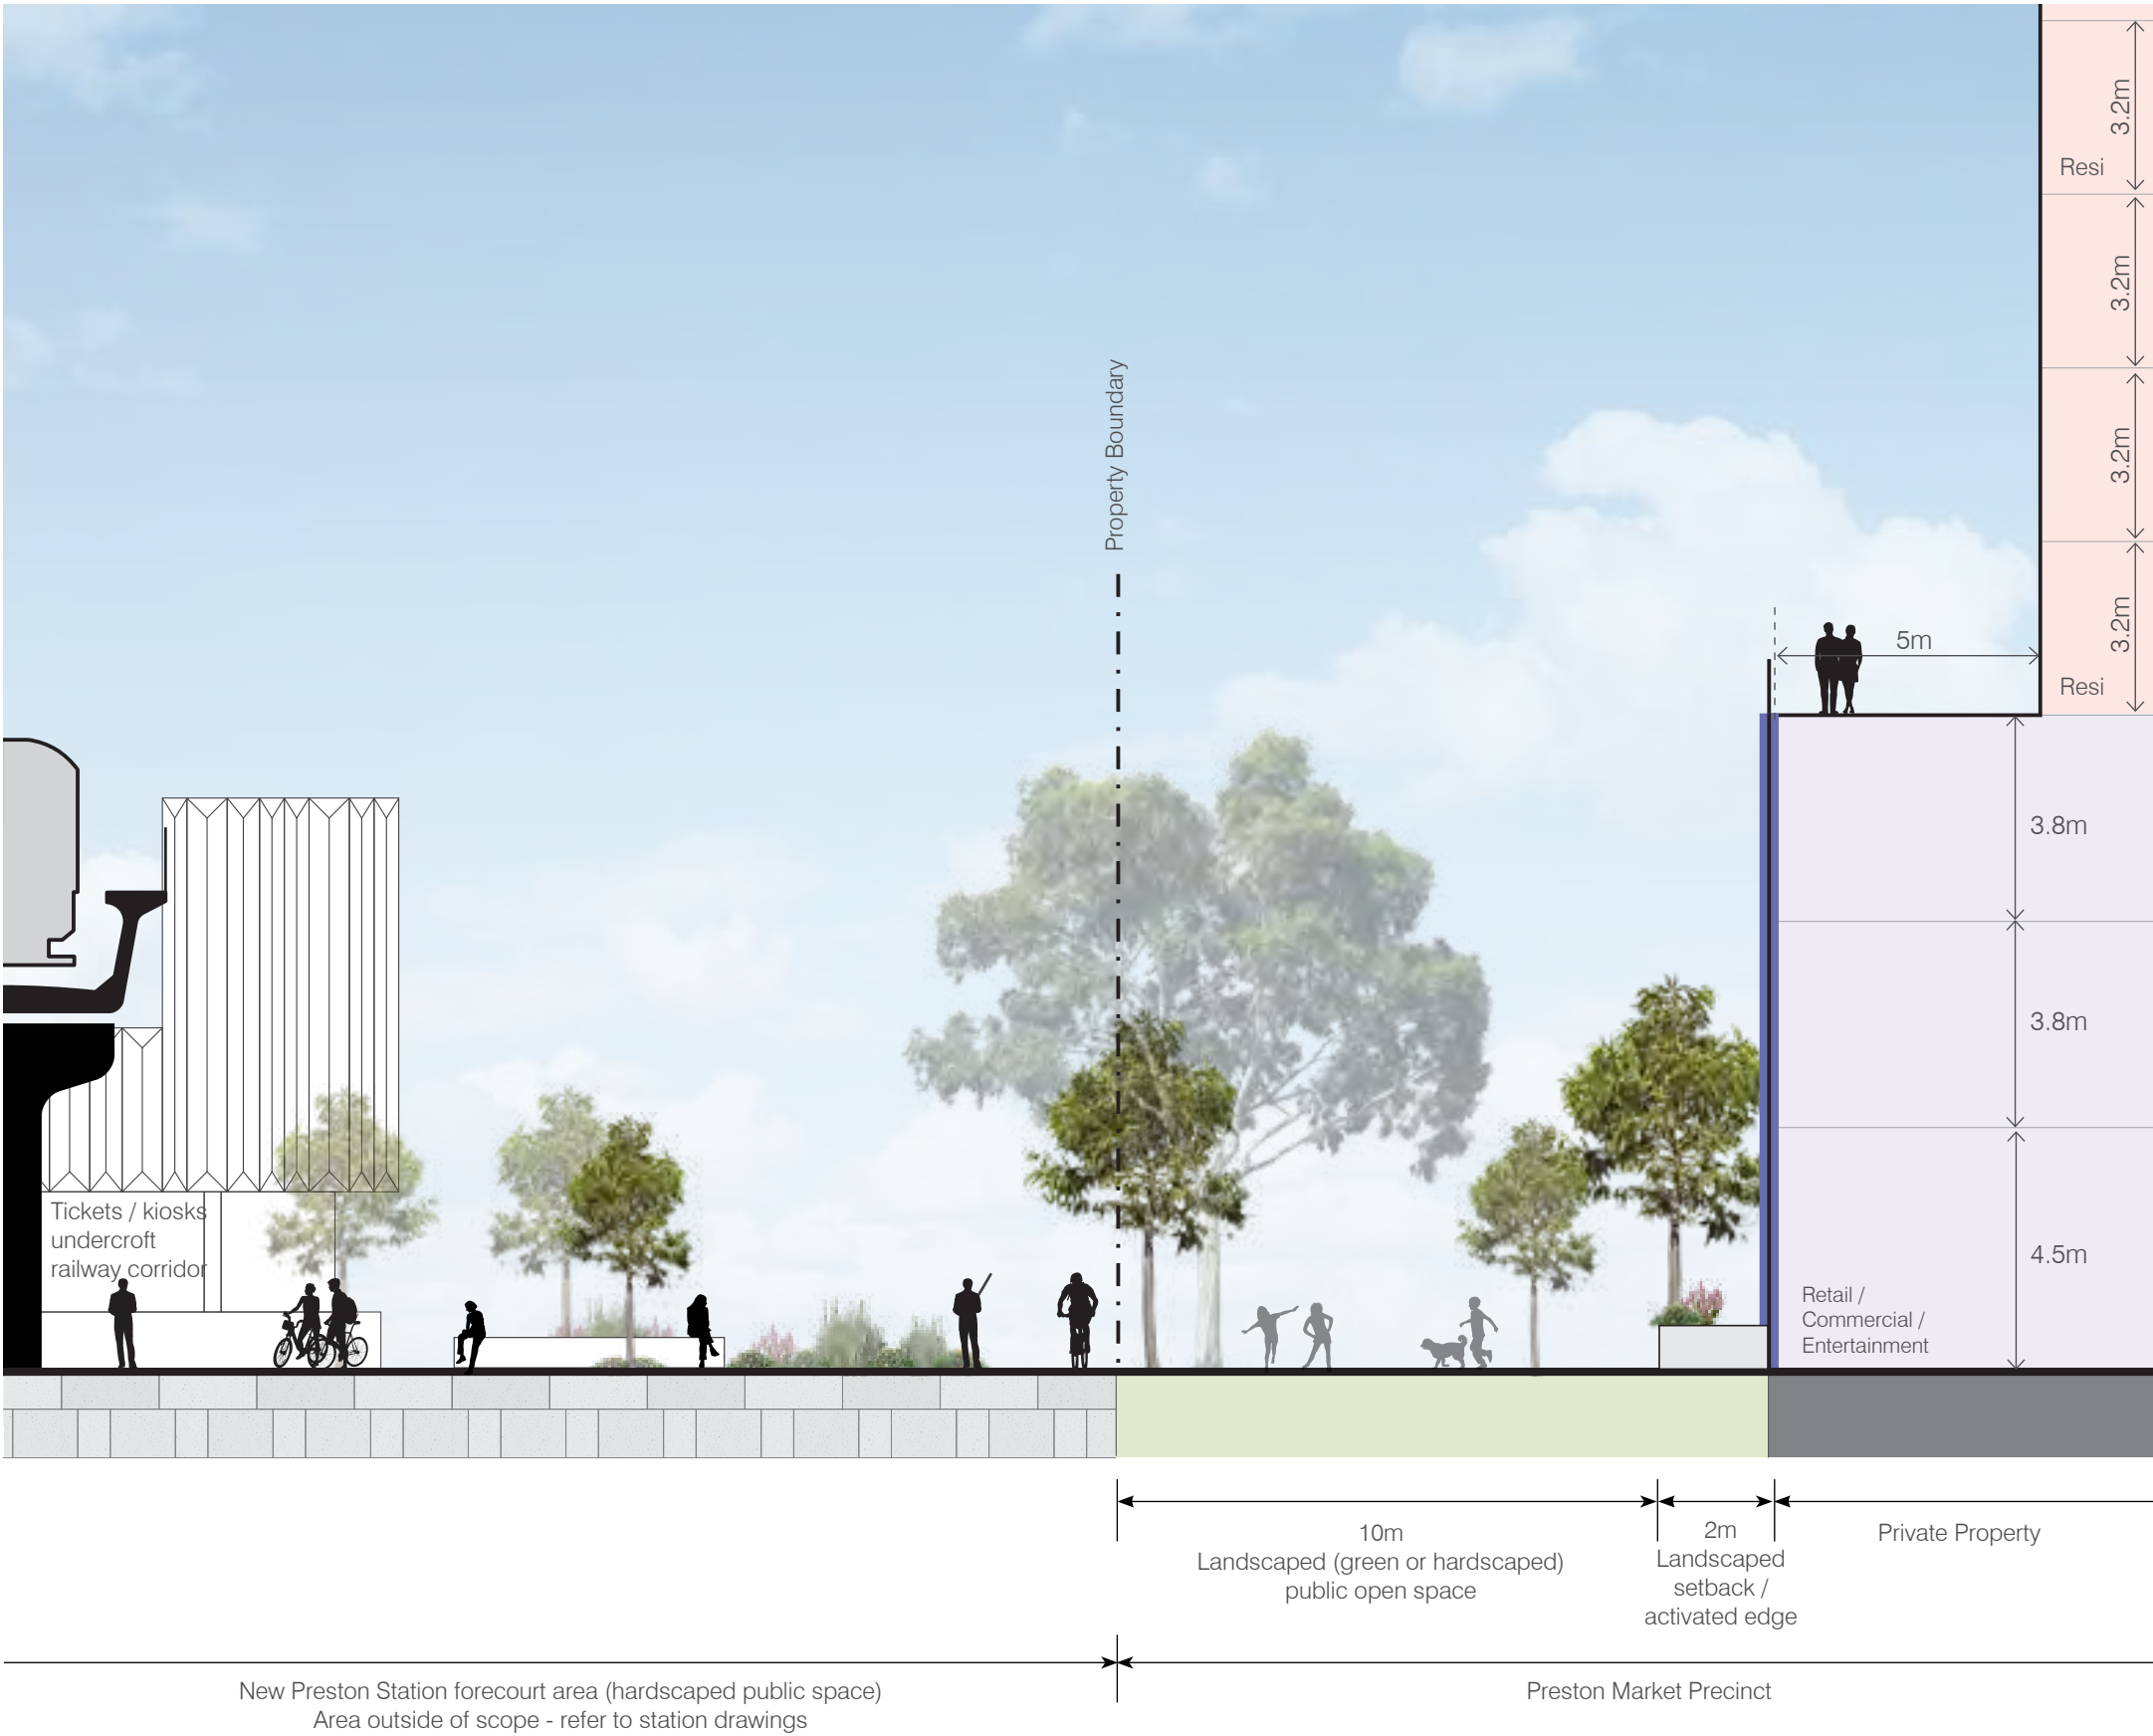 3.2m
Resi
3.2m
3.2m
3.2m
Resi
Property Boundary
5m
3.8m
3.8m
4.5m
Retail /
Commercial /
Entertainment
Tickets / kiosks
undercroft
railway corridor
10m
Landscaped (green or hardscaped)
public open space
2m
Landscaped
setback /
activated edge
Private Property
New Preston Station forecourt area (hardscaped public space)
Area outside of scope - refer to station drawings
Preston Market Precinct